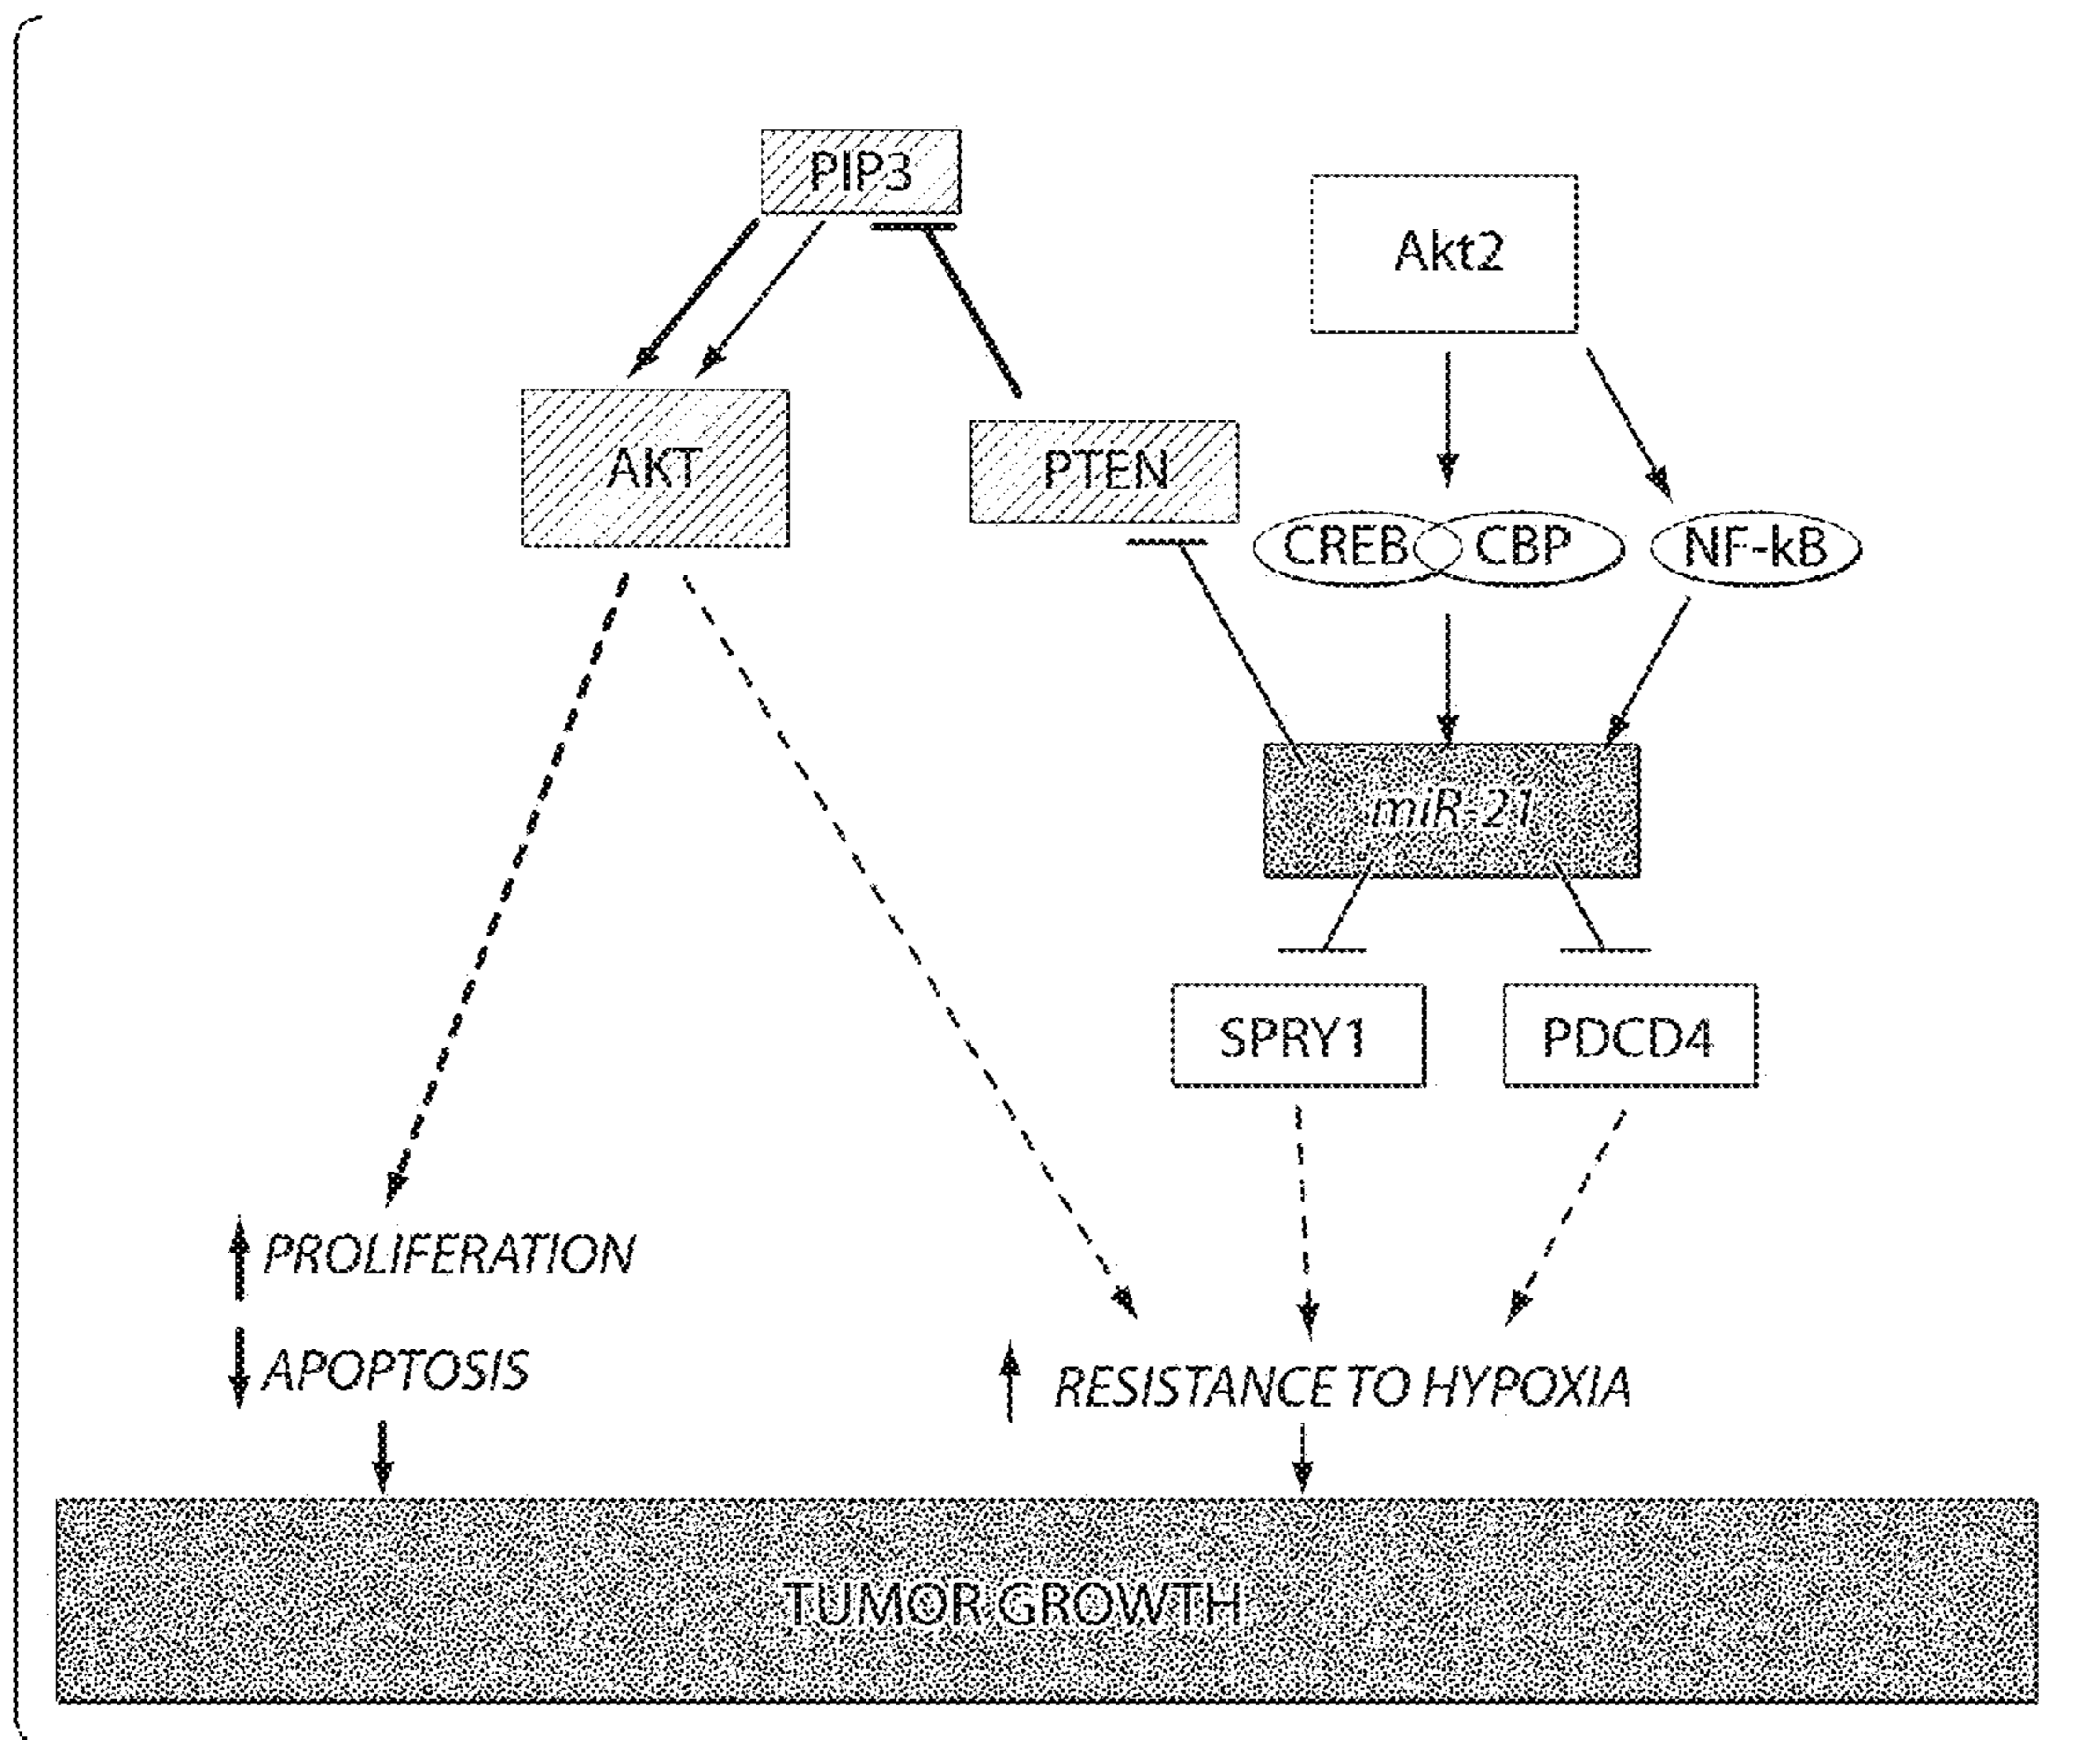 PIP3
Akt2
AKT
PTEN
CREB
CBP
NF-kB
miR-21
SPRY1
PDCD4
PROLIFERATION
APOPTOSIS
RESISTANCE TO HYPOXIA
TUMOR GROWTH